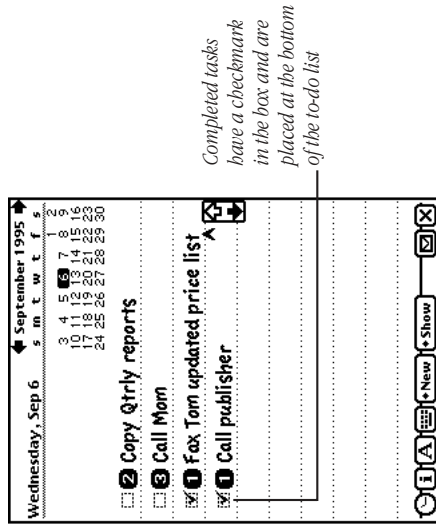 Wednesday, Sep 6
September 1995
s m t w t f s
1 2
3 4 5 6 7 8 9
10 11 12 13 14 15 16
17 18 19 20 21 22 23
24 25 26 27 28 29 30
2 Copy Qtrly reports
3 Call Mom
1 Fax Tom updated price list
1 Call publisher
i A New Show X
Completed tasks
have a checkmark
in the box and are
placed at the bottom
of the to-do list